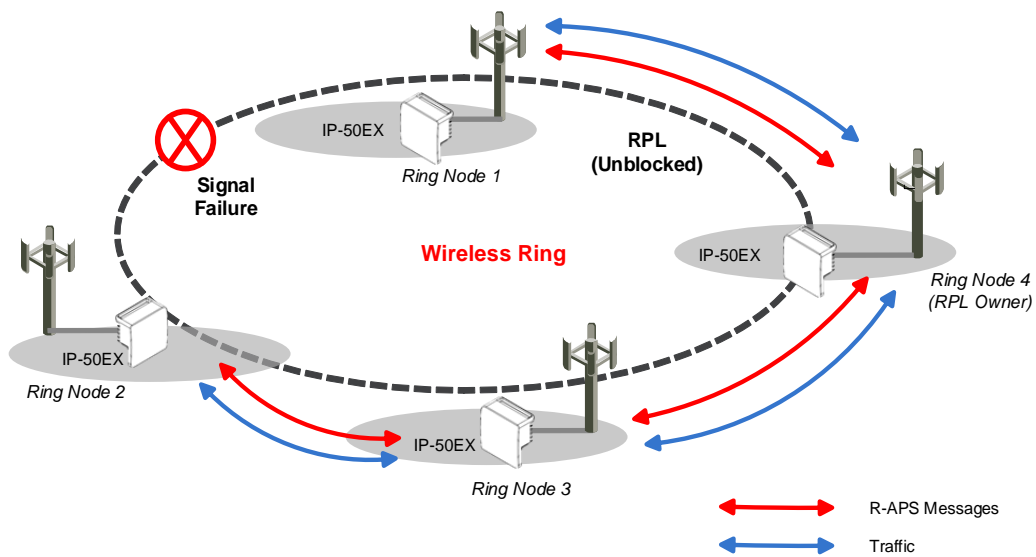 IP-50EX
Ring Node 1
RPL
(Unblocked)
Signal
Failure
Wireless Ring
IP-50EX
Ring Node 4
(RPL Owner)
IP-50EX
Ring Node 2
IP-50EX
Ring Node 3
R-APS Messages
Traffic